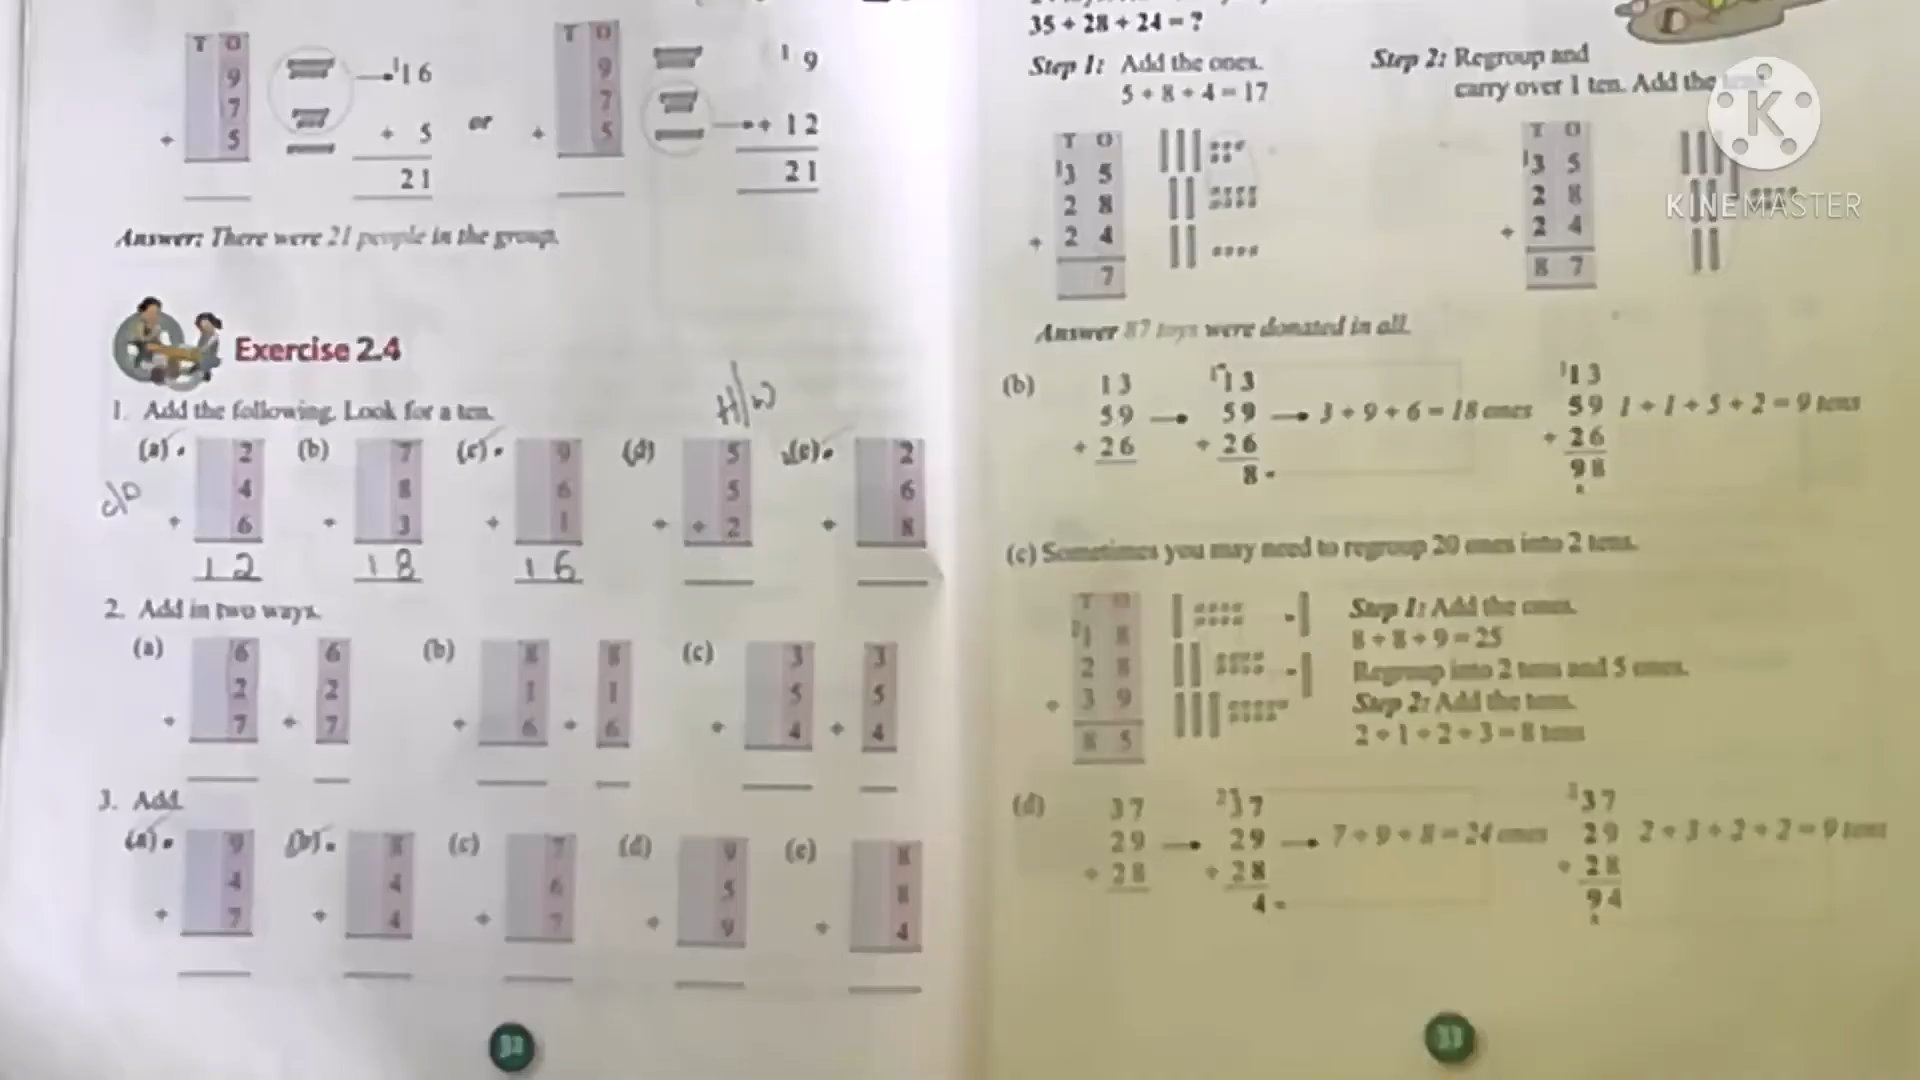 T O
9
7
+ 5
16
+ 5
21
or
T O
9
7
+ 5
1 9
+ 12
21
Answer: There were 21 people in the group.
Exercise 2.4
H/W
1. Add the following. Look for a ten.
(a) 2
4
+ 6
12
(b) 7
8
+ 3
18
(c) 9
6
+ 1
16
(d) 5
5
+ + 2
(e) 2
6
+ 8
2. Add in two ways.
(a) 6 6
2 2
+ 7 + 7
(b) 8 8
1 1
+ 6 + 6
(c) 3 3
5 5
+ 4 + 4
3. Add.
(a) 9
4
+ 7
(b) 8
4
+ 4
(c) 7
6
+ 7
(d) 9
5
+ 9
(e) 8
8
+ 4
35 + 28 + 24 = ?
Step 1: Add the ones.
5 + 8 + 4 = 17
Step 2: Regroup and
carry over 1 ten. Add the
T O
13 5
2 8
+ 2 4
7
T O
13 5
2 8
+ 2 4
8 7
Answer 87 toys were donated in all.
(b) 13
59
+ 26
113
59
+ 26
8
3 + 9 + 6 = 18 ones
113
59
+ 26
98
1 + 1 + 5 + 2 = 9 tens
(c) Sometimes you may need to regroup 20 ones into 2 tens.
T O
21 8
2 8
+ 3 9
8 5
Step 1: Add the ones.
8 + 8 + 9 = 25
Regroup into 2 tens and 5 ones.
Step 2: Add the tens.
2 + 1 + 2 + 3 = 8 tens
(d) 37
29
+ 28
237
29
+ 28
4
7 + 9 + 8 = 24 ones
237
29
+ 28
94
2 + 3 + 2 + 2 = 9 tens
33
K
KINEMASTER